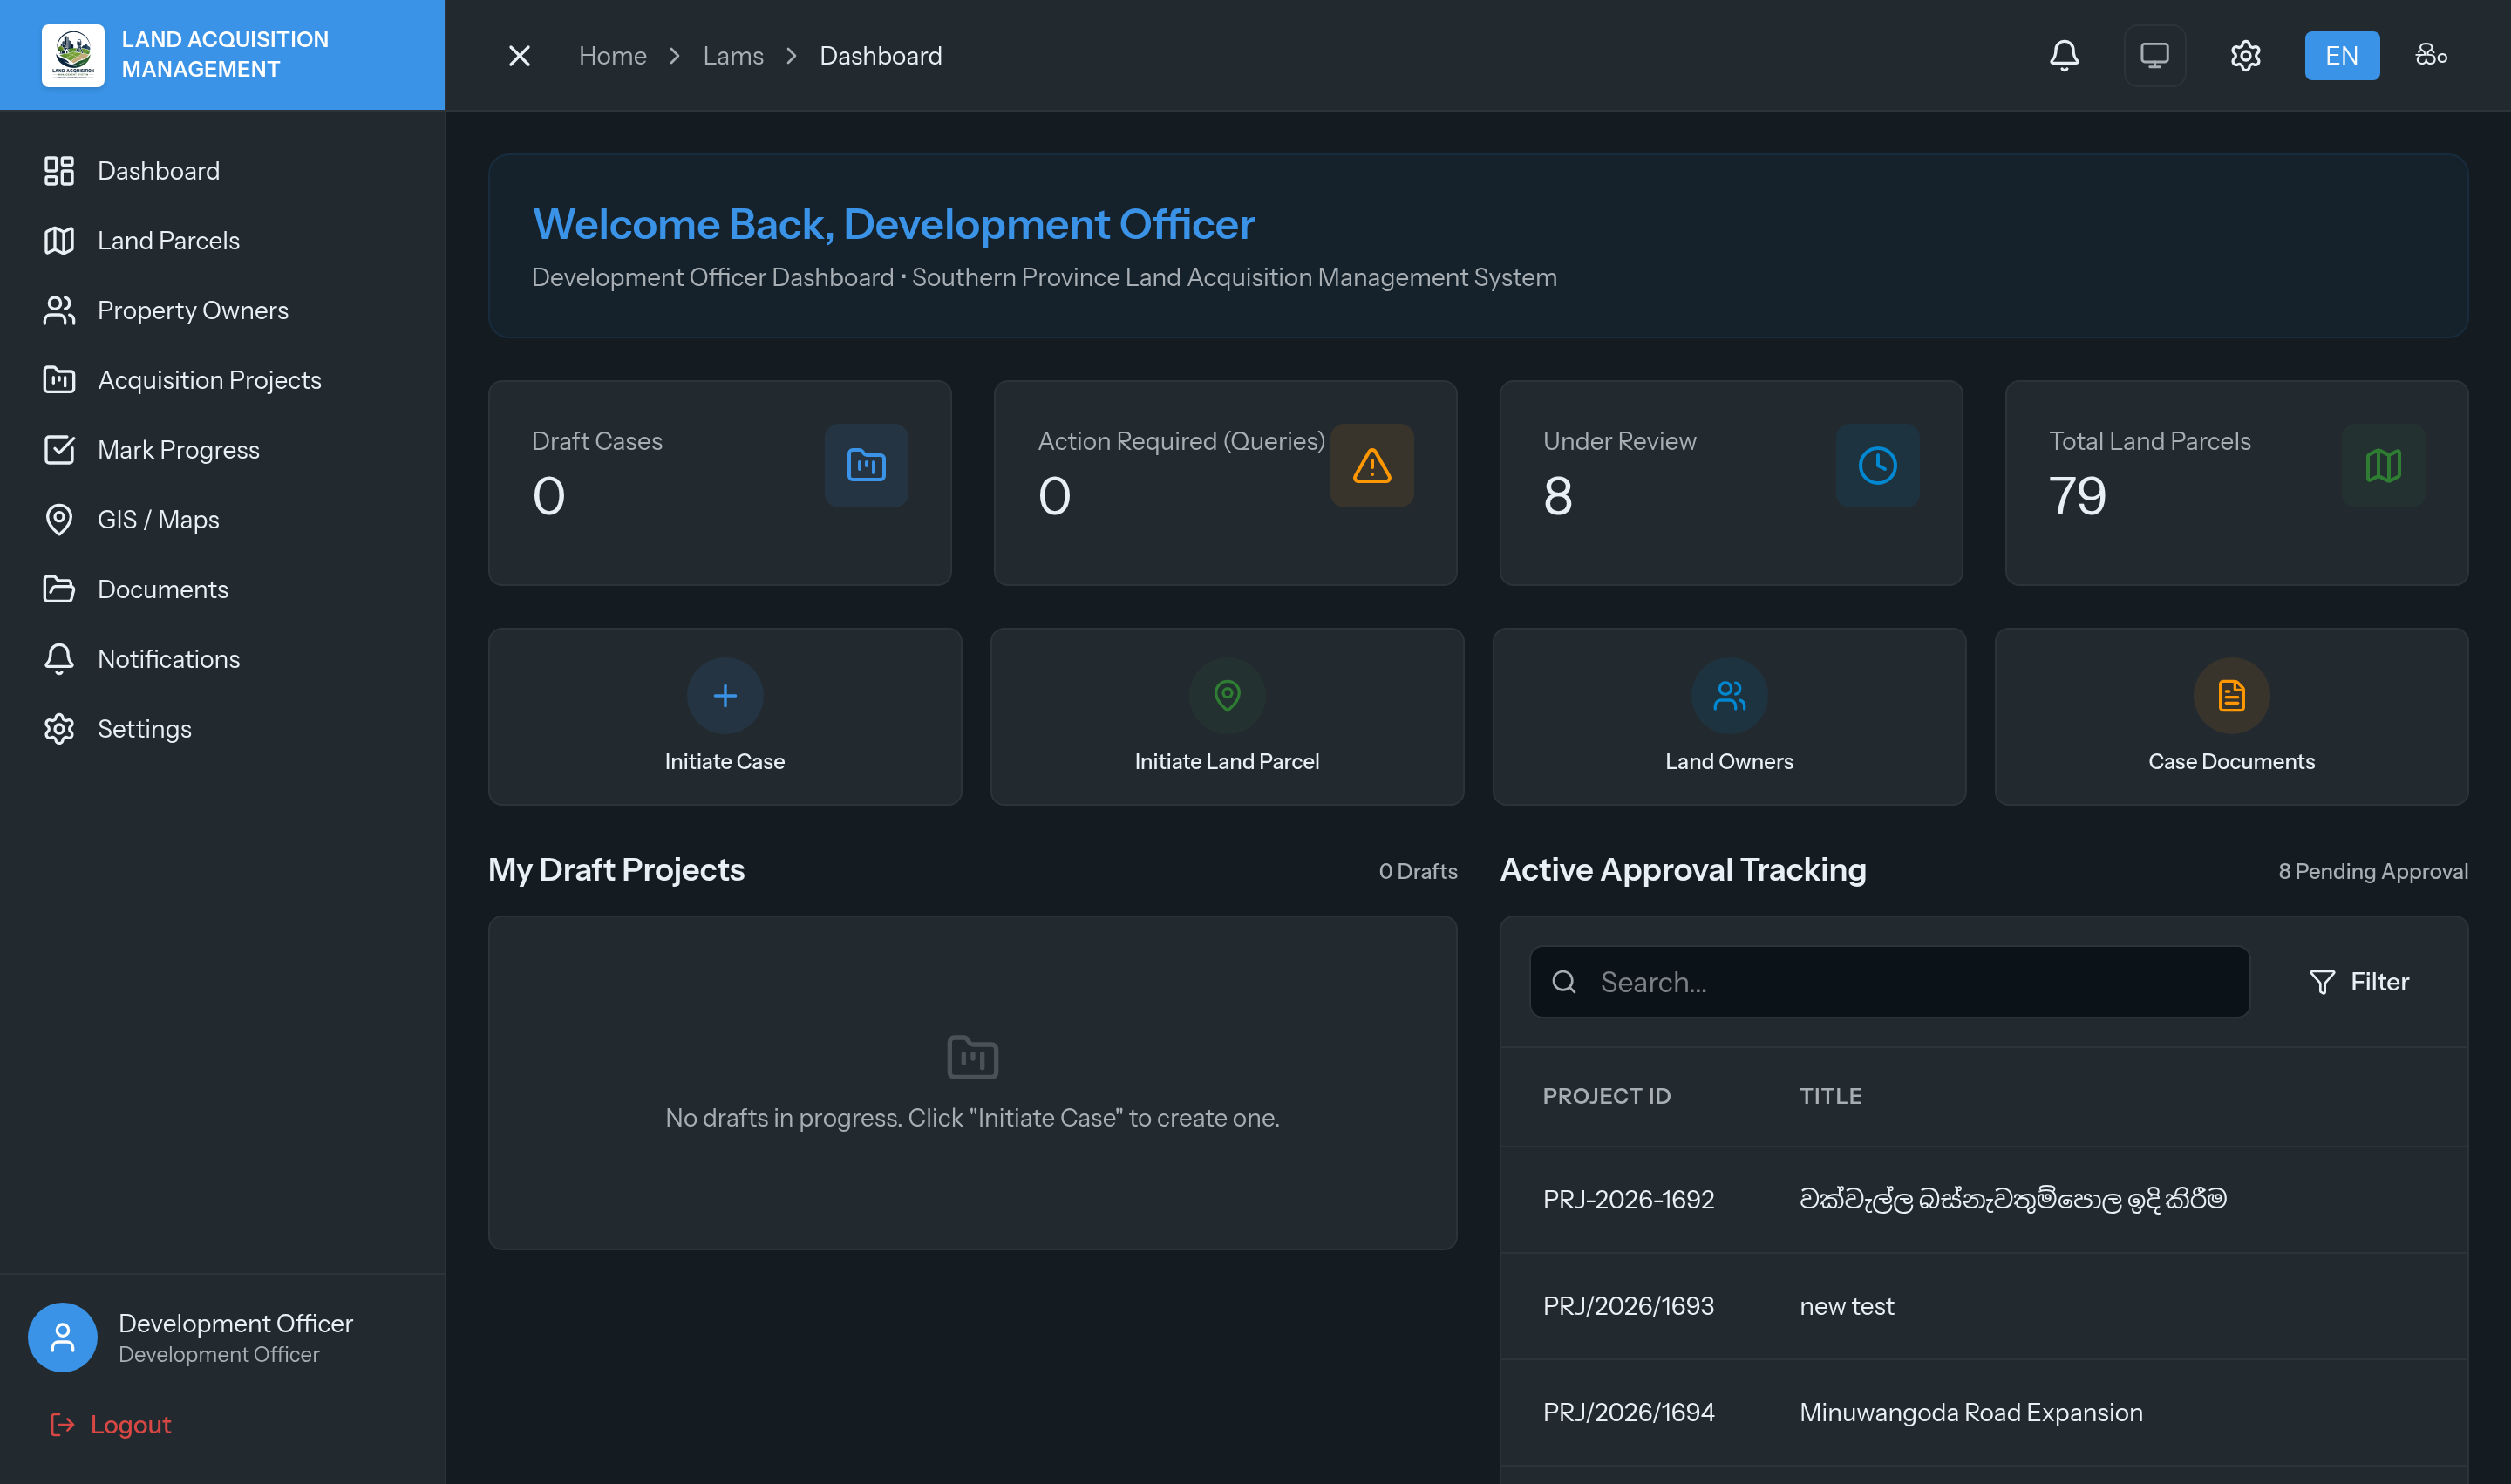 LAND ACQUISITION
MANAGEMENT
Home
Lams
Dashboard
EN
සිං
Dashboard
Land Parcels
Property Owners
Acquisition Projects
Mark Progress
GIS / Maps
Documents
Notifications
Settings
Development Officer
Development Officer
Logout
Welcome Back, Development Officer
Development Officer Dashboard • Southern Province Land Acquisition Management System
Draft Cases
0
Action Required (Queries)
0
Under Review
8
Total Land Parcels
79
Initiate Case
Initiate Land Parcel
Land Owners
Case Documents
My Draft Projects
0 Drafts
No drafts in progress. Click "Initiate Case" to create one.
Active Approval Tracking
8 Pending Approval
Search...
Filter
PROJECT ID TITLE
PRJ-2026-1692 වක්වැල්ල බස්නැවතුම්පොල ඉදි කිරීම
PRJ/2026/1693 new test
PRJ/2026/1694 Minuwangoda Road Expansion